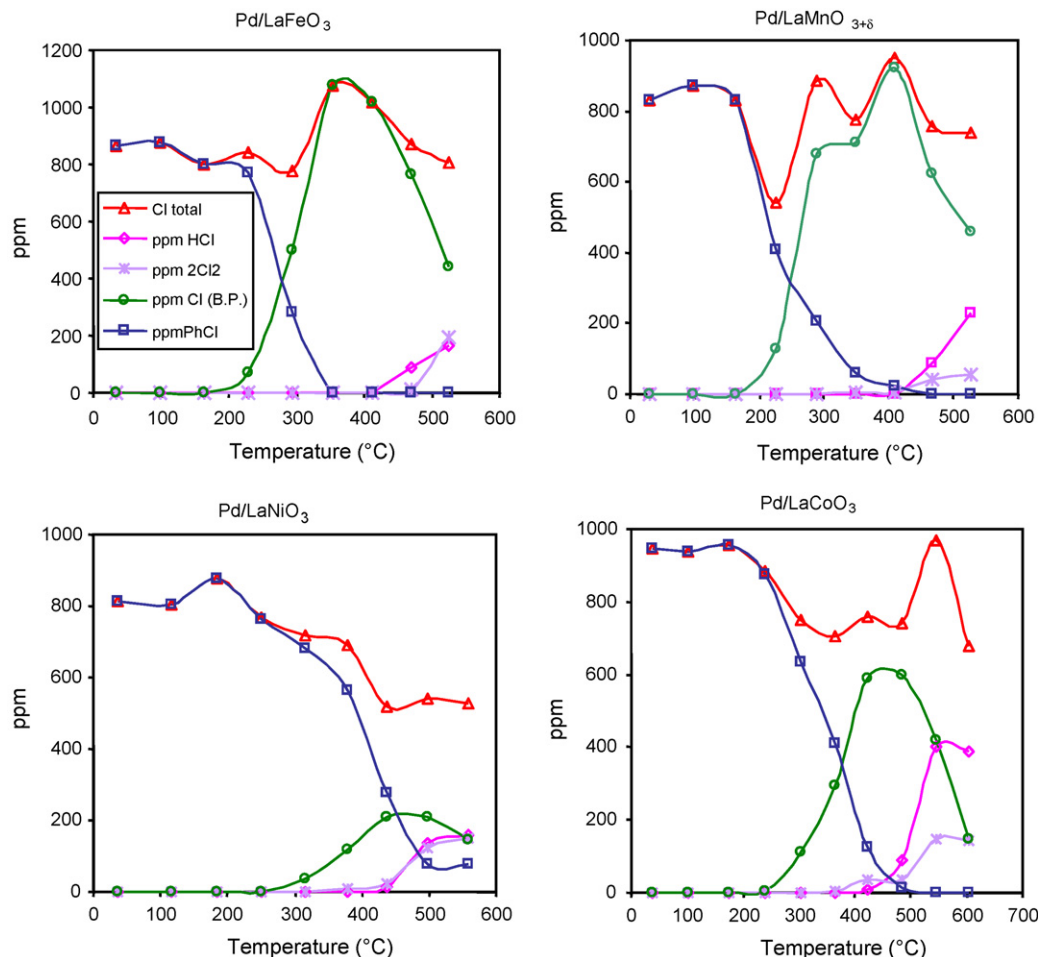 Pd/LaFeO3
1200
1000
800
600
400
200
0
ppm
Cl total
ppm HCl
ppm 2Cl2
ppm Cl (B.P.)
ppmPhCl
0 100 200 300 400 500 600
Temperature (°C)
Pd/LaMnO 3+δ
1000
800
600
400
200
0
ppm
0 100 200 300 400 500 600
Temperature (°C)
Pd/LaNiO3
1000
800
600
400
200
0
ppm
0 100 200 300 400 500 600
Temperature (°C)
Pd/LaCoO3
1000
800
600
400
200
0
ppm
0 100 200 300 400 500 600 700
Temperature (°C)